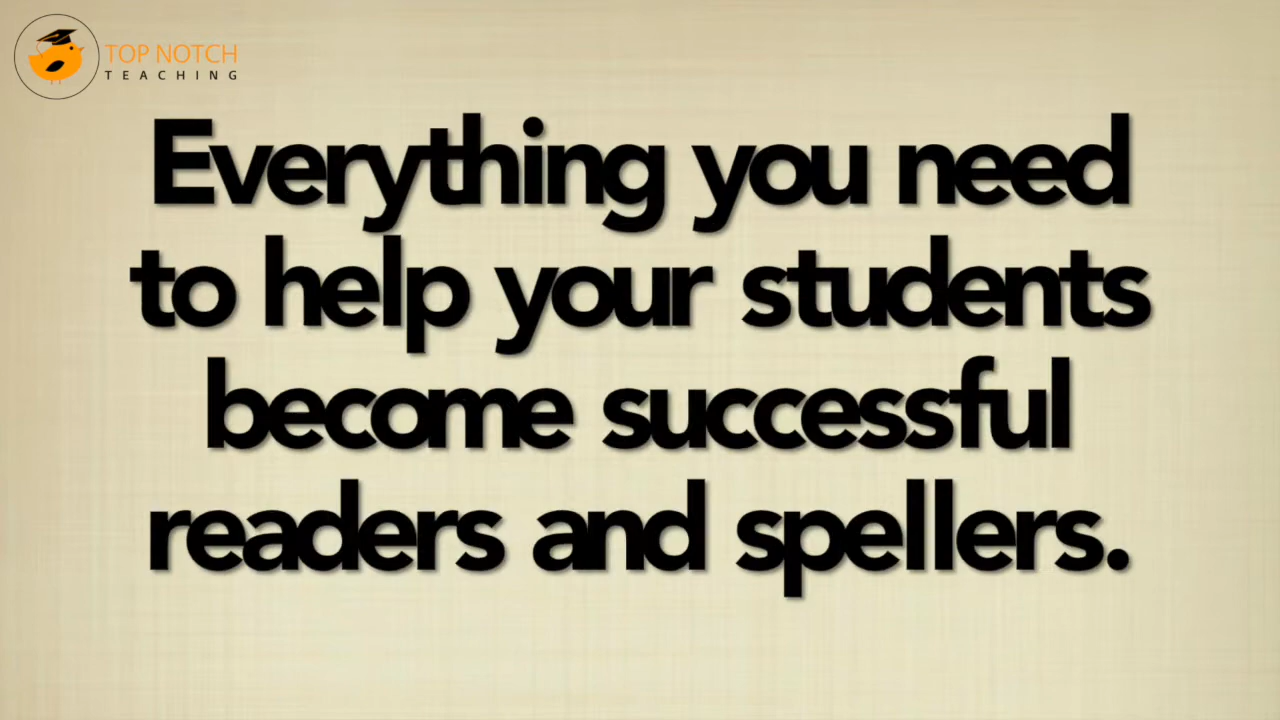 TOP NOTCH
TEACHING
Everything you need
to help your students
become successful
readers and spellers.